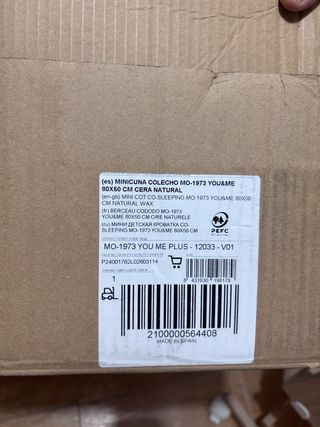 (es) MINICUNA COLECHO MO-1973 YOU&ME
80X50 CM CERA NATURAL
(en-gb) MINI COT CO-SLEEPING MO-1973 YOU&ME 80X50
CM NATURAL WAX
(fr) BERCEAU CODODO MO-1973
YOU&ME 80X50 CM CIRE NATURELLE
(ru) МИНИ ДЕТСКАЯ КРОВАТКА CO-
SLEEPING MO-1973 YOU&ME 80X50 CM
PEFC
MO-1973 YOU ME PLUS - 12033 - V01
P24001762L02603114
1
2100000564408
MADE IN SPAIN